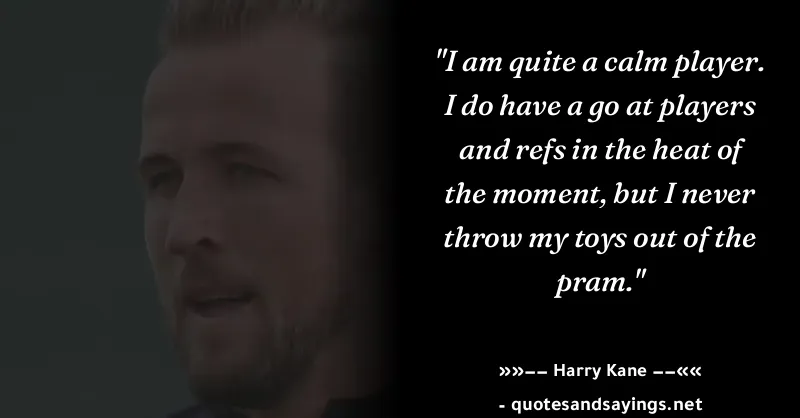 "I am quite a calm player.
I do have a go at players
and refs in the heat of
the moment, but I never
throw my toys out of the
pram."
»»−− Harry Kane −−««
- quotesandsayings.net